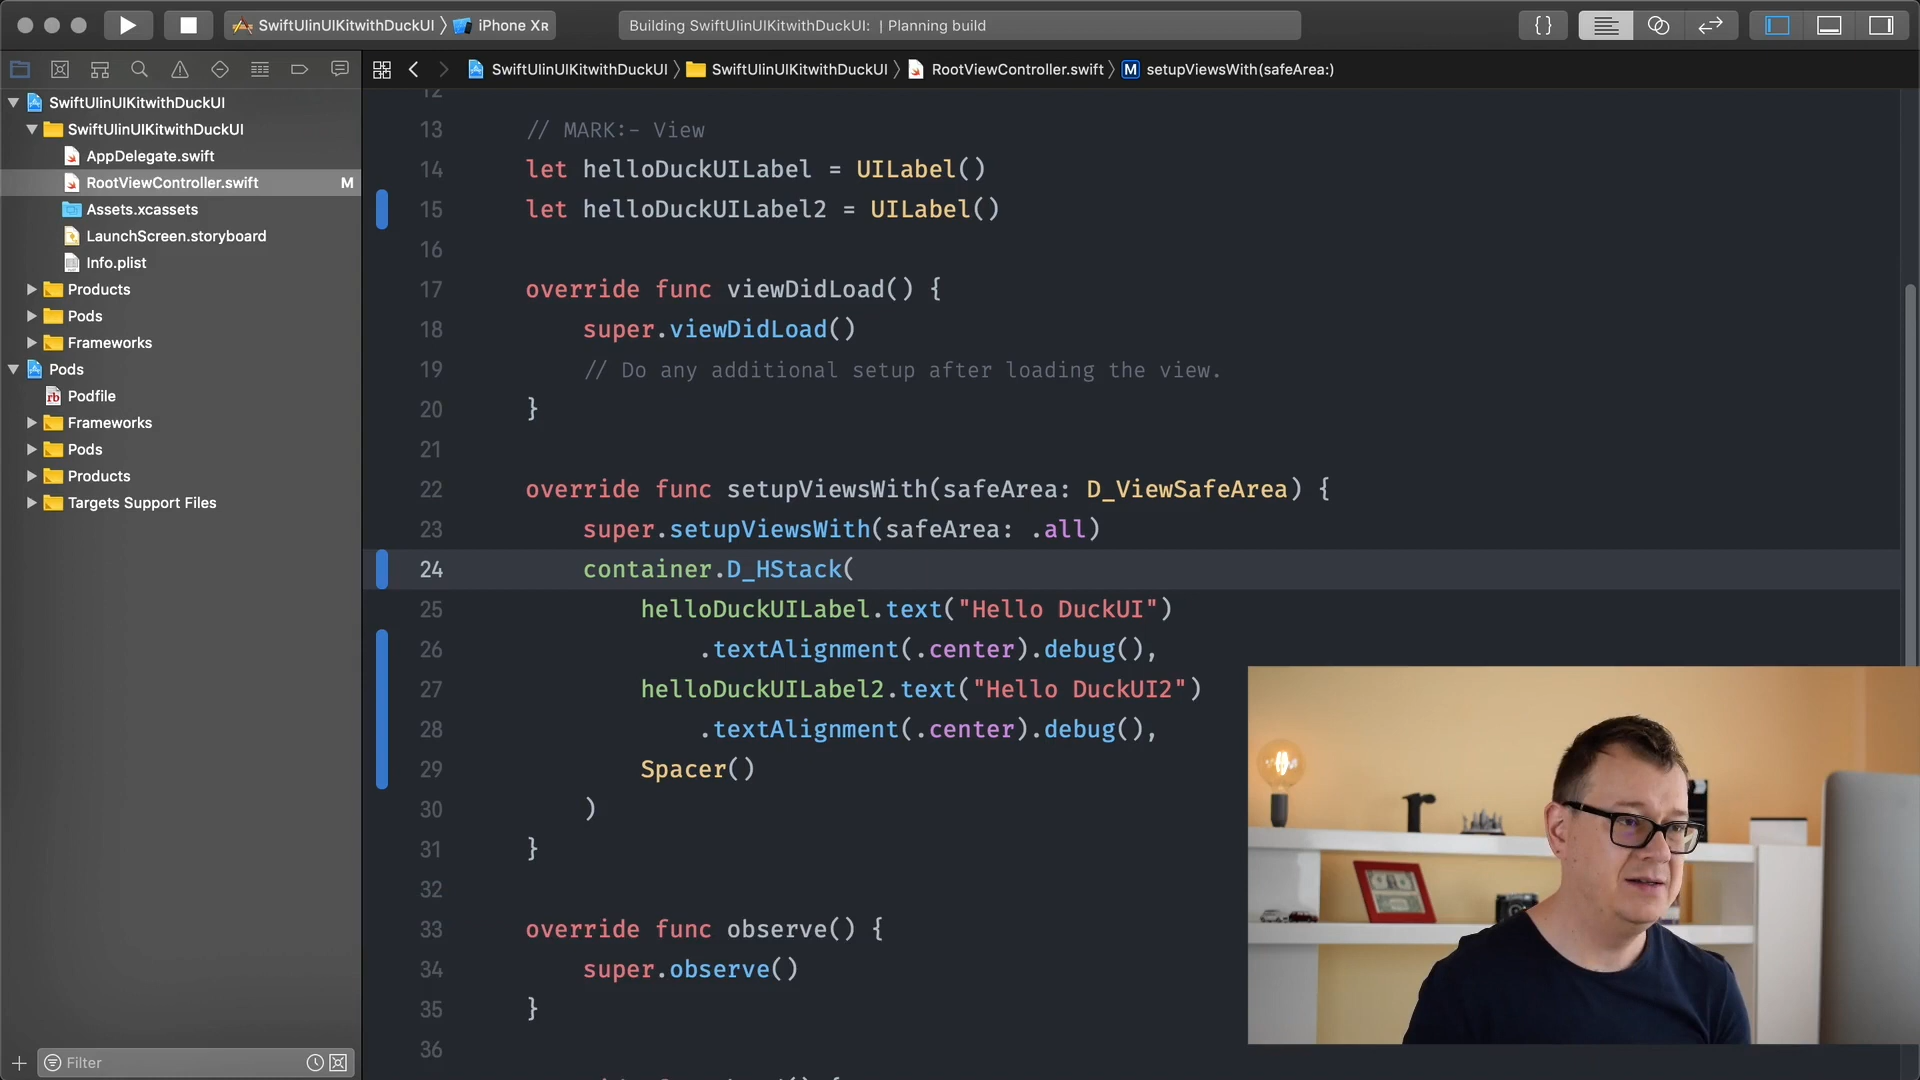 SwiftUIinUIKitwithDuckUI 〉 iPhone XR
Building SwiftUIinUIKitwithDuckUI: | Planning build
{}
SwiftUIinUIKitwithDuckUI 〉 SwiftUIinUIKitwithDuckUI 〉 RootViewController.swift 〉 M setupViewsWith(safeArea:)
SwiftUIinUIKitwithDuckUI
SwiftUIinUIKitwithDuckUI
AppDelegate.swift
RootViewController.swift M
Assets.xcassets
LaunchScreen.storyboard
Info.plist
Products
Pods
Frameworks
Pods
rb Podfile
Frameworks
Pods
Products
Targets Support Files
Filter
12
13 // MARK:- View
14 let helloDuckUILabel = UILabel()
15 let helloDuckUILabel2 = UILabel()
16
17 override func viewDidLoad() {
18 super.viewDidLoad()
19 // Do any additional setup after loading the view.
20 }
21
22 override func setupViewsWith(safeArea: D_ViewSafeArea) {
23 super.setupViewsWith(safeArea: .all)
24 container.D_HStack(
25 helloDuckUILabel.text("Hello DuckUI")
26 .textAlignment(.center).debug(),
27 helloDuckUILabel2.text("Hello DuckUI2")
28 .textAlignment(.center).debug(),
29 Spacer()
30 )
31 }
32
33 override func observe() {
34 super.observe()
35 }
36